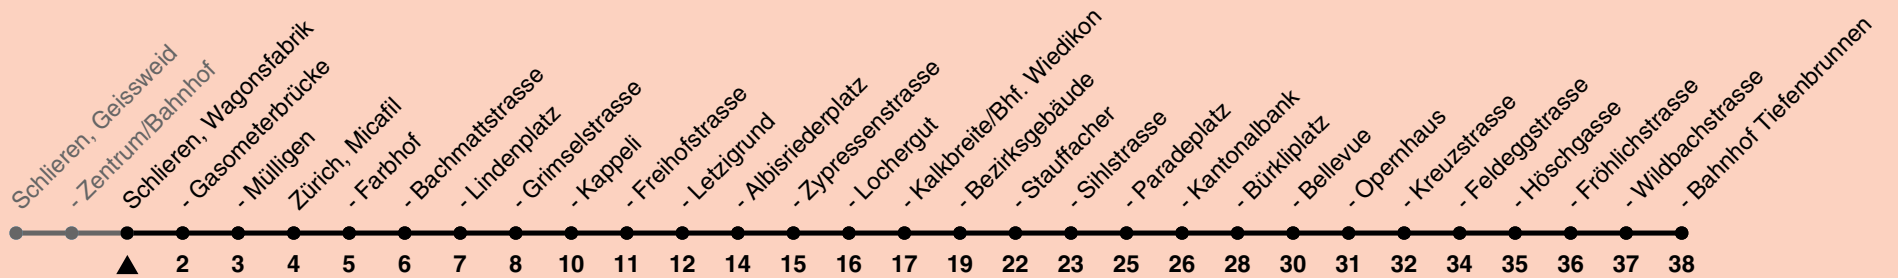 Schlieren, Geissweid
- Zentrum/Bahnhof
Schlieren, Wagonsfabrik
- Gasometerbrücke
- Mülligen
Zürich, Micafil
- Farbhof
- Bachmattstrasse
- Lindenplatz
- Grimselstrasse
- Kappeli
- Freihofstrasse
- Letzigrund
- Albisriederplatz
- Zypressenstrasse
- Lochergut
- Kalkbreite/Bhf. Wiedikon
- Bezirksgebäude
- Stauffacher
- Sihlstrasse
- Paradeplatz
- Kantonalbank
- Bürkliplatz
- Bellevue
- Opernhaus
- Kreuzstrasse
- Feldeggstrasse
- Höschgasse
- Fröhlichstrasse
- Wildbachstrasse
- Bahnhof Tiefenbrunnen
2 3 4 5 6 7 8 10 11 12 14 15 16 17 19 22 23 25 26 28 30 31 32 34 35 36 37 38